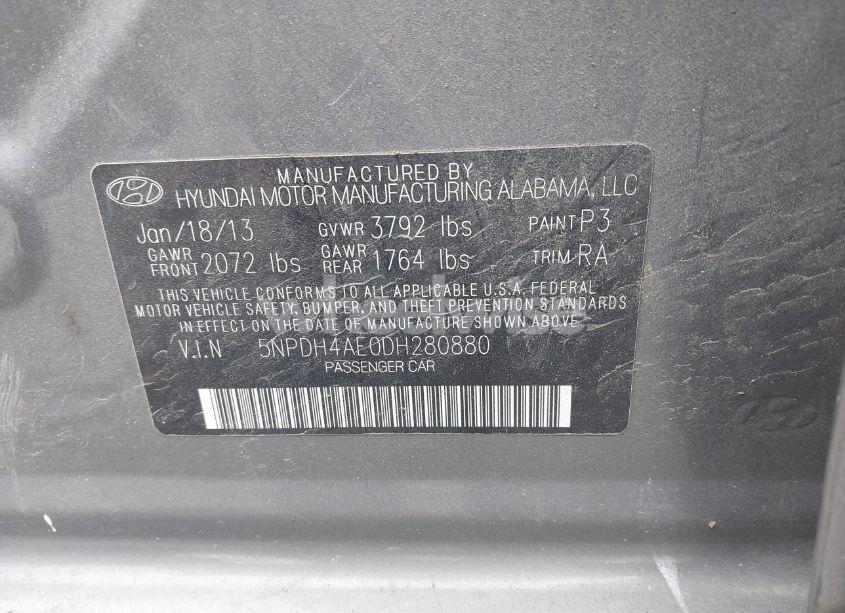 MANUFACTURED BY
HYUNDAI MOTOR MANUFACTURING ALABAMA, LLC
Jan/18/13 GVWR 3792 lbs PAINT P3
GAWR FRONT 2072 lbs GAWR REAR 1764 lbs TRIM RA
THIS VEHICLE CONFORMS TO ALL APPLICABLE U.S.A. FEDERAL
MOTOR VEHICLE SAFETY, BUMPER, AND THEFT PREVENTION STANDARDS
IN EFFECT ON THE DATE OF MANUFACTURE SHOWN ABOVE.
V.I.N 5NPDH4AE0DH280880
PASSENGER CAR